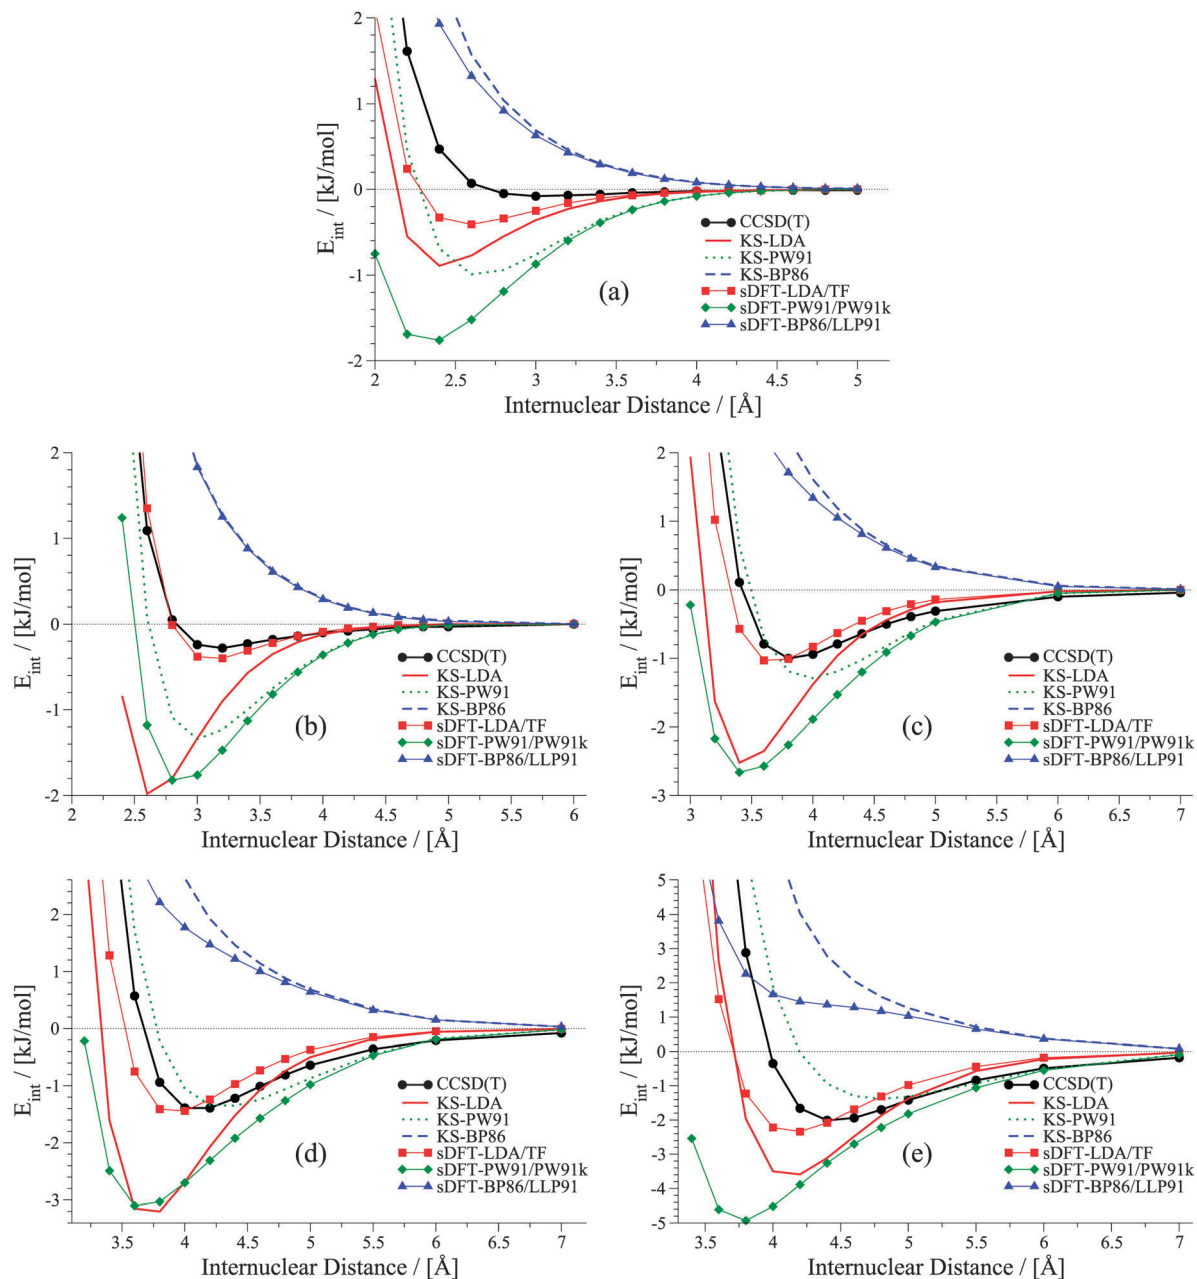 2
1
0
-1
-2
E_int / [kJ/mol]
CCSD(T)
KS-LDA
KS-PW91
KS-BP86
sDFT-LDA/TF
sDFT-PW91/PW91k
sDFT-BP86/LLP91
(a)
2 2.5 3 3.5 4 4.5 5
Internuclear Distance / [Å]
2
1
0
-1
-2
E_int / [kJ/mol]
CCSD(T)
KS-LDA
KS-PW91
KS-BP86
sDFT-LDA/TF
sDFT-PW91/PW91k
sDFT-BP86/LLP91
(b)
2 2.5 3 3.5 4 4.5 5 5.5 6
Internuclear Distance / [Å]
2
1
0
-1
-2
-3
E_int / [kJ/mol]
CCSD(T)
KS-LDA
KS-PW91
KS-BP86
sDFT-LDA/TF
sDFT-PW91/PW91k
sDFT-BP86/LLP91
(c)
3 3.5 4 4.5 5 5.5 6 6.5 7
Internuclear Distance / [Å]
2
1
0
-1
-2
-3
E_int / [kJ/mol]
CCSD(T)
KS-LDA
KS-PW91
KS-BP86
sDFT-LDA/TF
sDFT-PW91/PW91k
sDFT-BP86/LLP91
(d)
3.5 4 4.5 5 5.5 6 6.5 7
Internuclear Distance / [Å]
5
4
3
2
1
0
-1
-2
-3
-4
-5
E_int / [kJ/mol]
CCSD(T)
KS-LDA
KS-PW91
KS-BP86
sDFT-LDA/TF
sDFT-PW91/PW91k
sDFT-BP86/LLP91
(e)
3.5 4 4.5 5 5.5 6 6.5 7
Internuclear Distance / [Å]